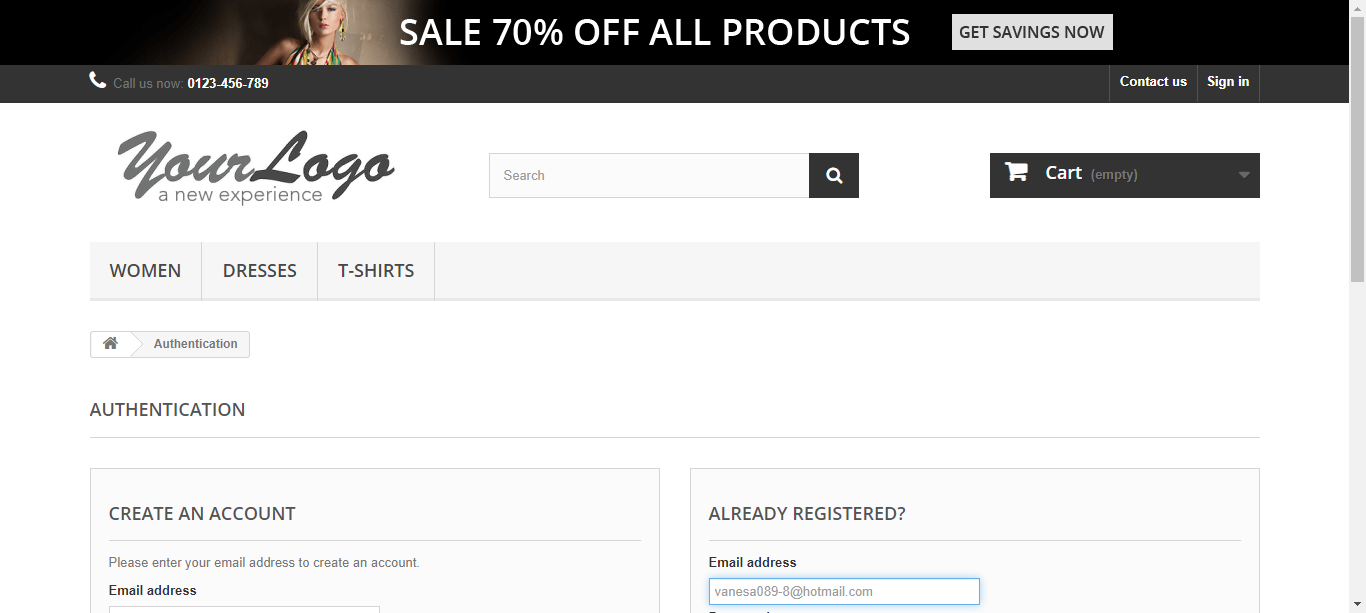 SALE 70% OFF ALL PRODUCTS
GET SAVINGS NOW
Call us now: 0123-456-789
Contact us
Sign in
YourLogo
a new experience
Search
Cart (empty)
WOMEN
DRESSES
T-SHIRTS
Authentication
AUTHENTICATION
CREATE AN ACCOUNT
Please enter your email address to create an account.
Email address
ALREADY REGISTERED?
Email address
vanesa089-8@hotmail.com